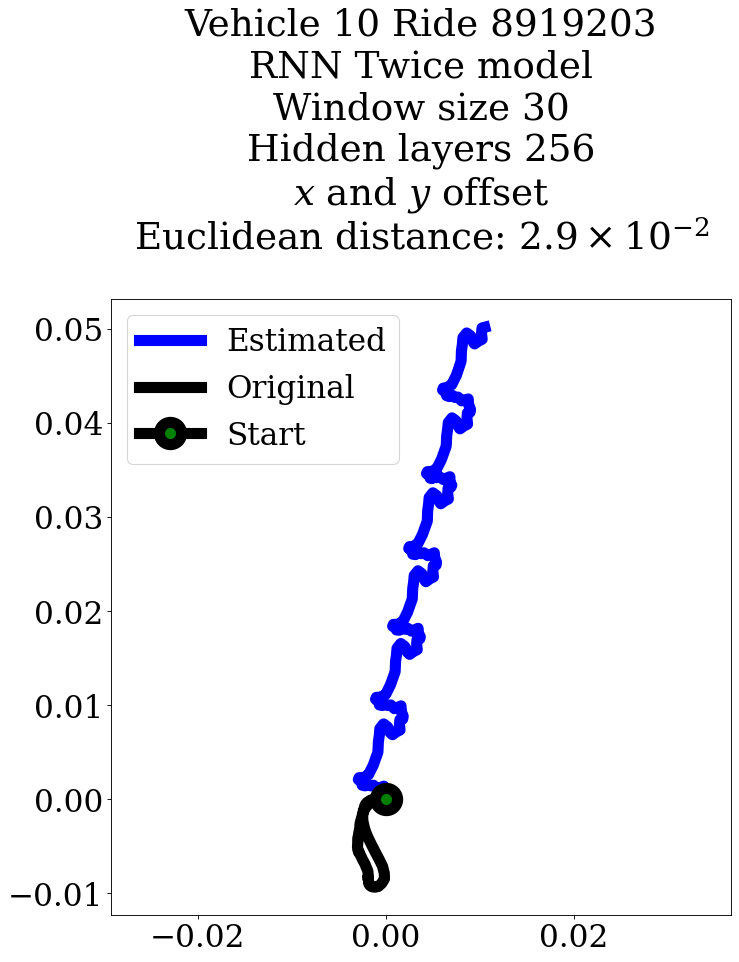 Vehicle 10 Ride 8919203
RNN Twice model
Window size 30
Hidden layers 256
x and y offset
Euclidean distance: 2.9 × 10⁻²
Estimated
Original
Start
0.05
0.04
0.03
0.02
0.01
0.00
−0.01
−0.02
0.00
0.02